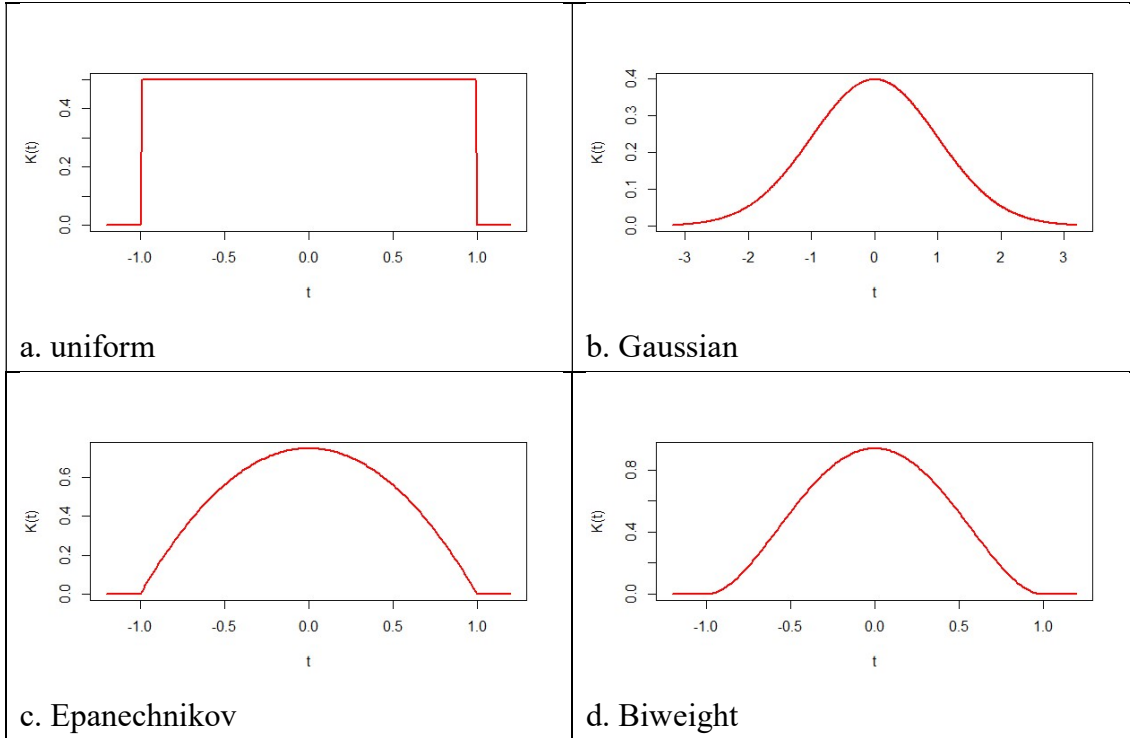 K(t)
0.0 0.2 0.4
-1.0 -0.5 0.0 0.5 1.0
t
a. uniform
K(t)
0.0 0.1 0.2 0.3 0.4
-3 -2 -1 0 1 2 3
t
b. Gaussian
K(t)
0.0 0.2 0.4 0.6
-1.0 -0.5 0.0 0.5 1.0
t
c. Epanechnikov
K(t)
0.0 0.4 0.8
-1.0 -0.5 0.0 0.5 1.0
t
d. Biweight